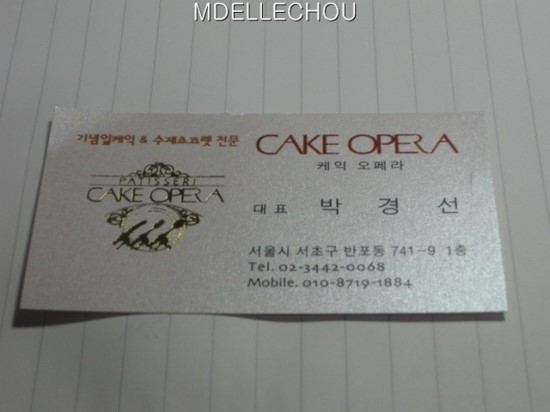 MDELLECHOU
기념일케익 & 수제쵸코렛 전문
CAKE OPERA
케익 오페라
PATISSERI
CAKE OPERA
대표 박 경 선
서울시 서초구 반포동 741-9 1층
Tel. 02-3442-0068
Mobile. 010-8719-1884